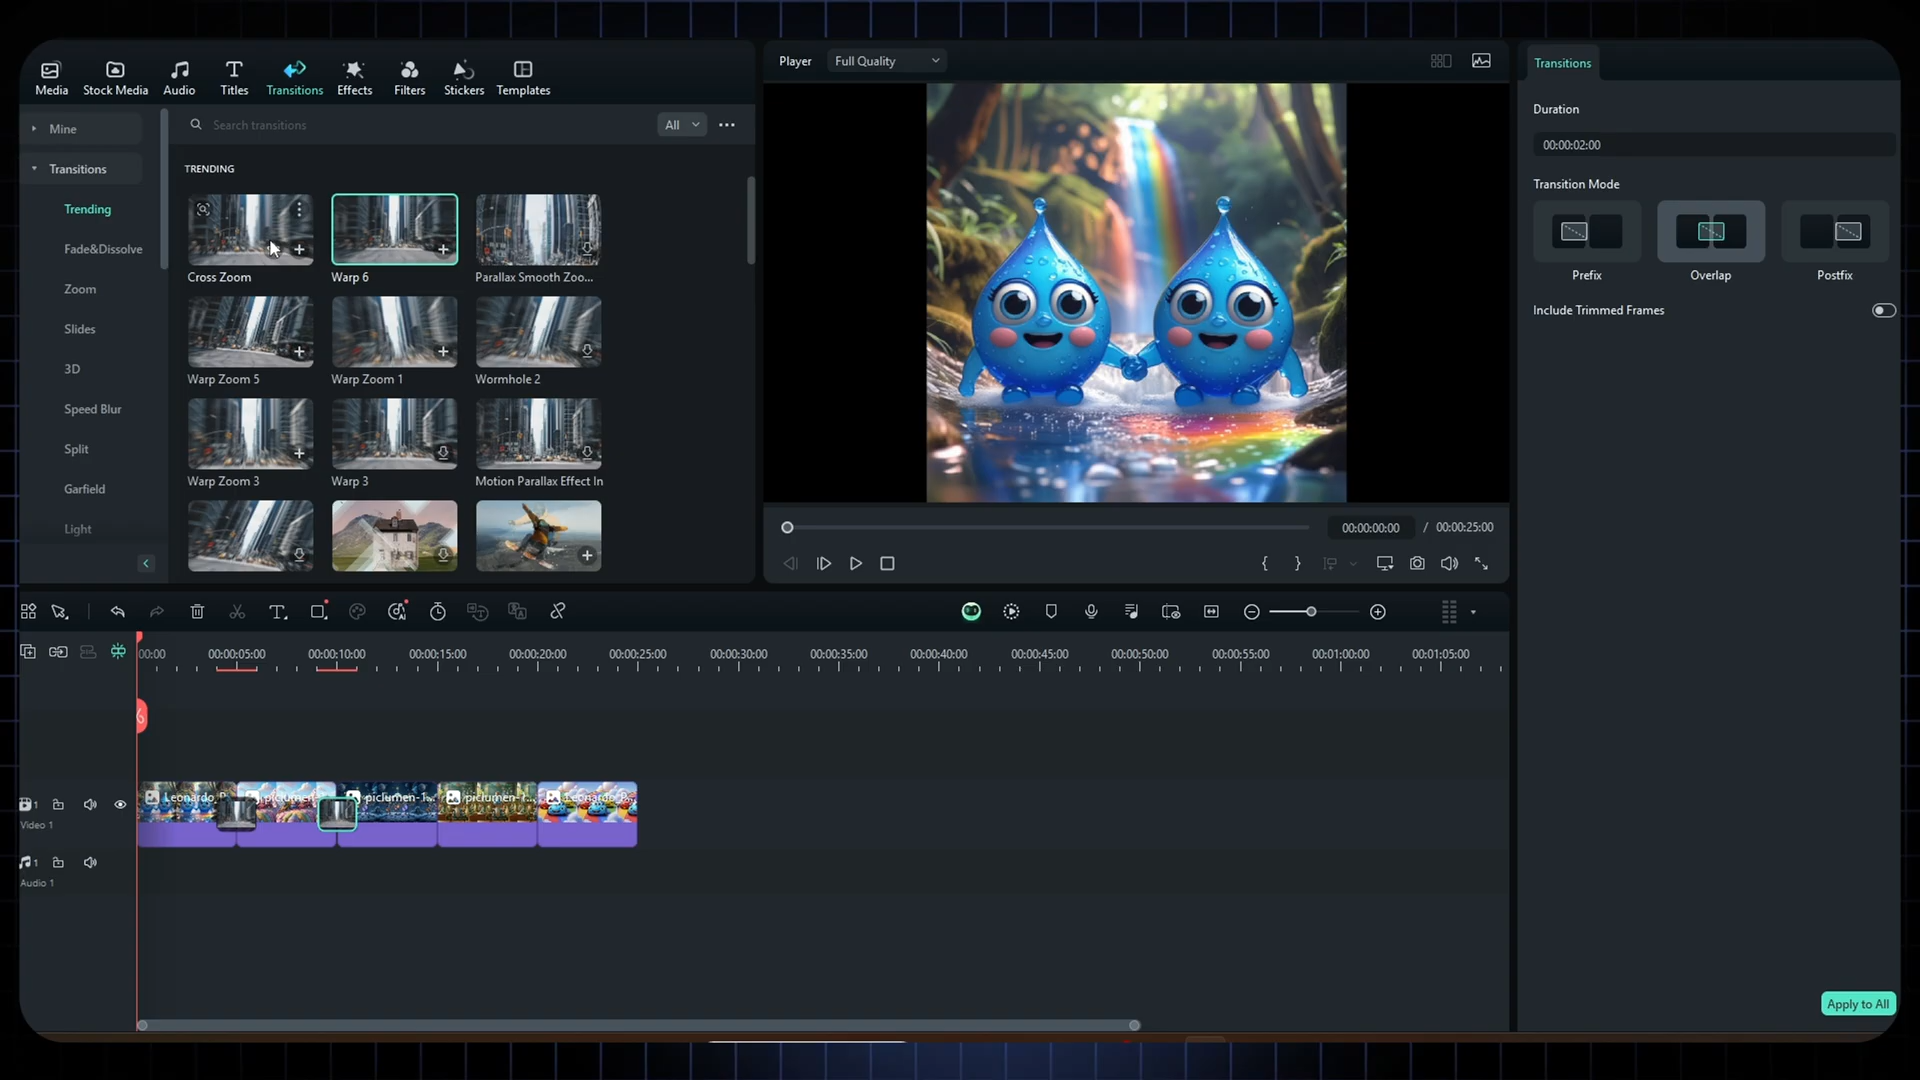 Media
Stock Media
Audio
Titles
Transitions
Effects
Filters
Stickers
Templates
Mine
Transitions
Trending
Fade&Dissolve
Zoom
Slides
3D
Speed Blur
Split
Garfield
Light
Search transitions
All
TRENDING
Cross Zoom
Warp 6
Parallax Smooth Zoo...
Warp Zoom 5
Warp Zoom 1
Wormhole 2
Warp Zoom 3
Warp 3
Motion Parallax Effect In
Player
Full Quality
00:00:00:00 / 00:00:25:00
Transitions
Duration
00:00:02:00
Transition Mode
Prefix
Overlap
Postfix
Include Trimmed Frames
Apply to All
00:00
00:00:05:00
00:00:10:00
00:00:15:00
00:00:20:00
00:00:25:00
00:00:30:00
00:00:35:00
00:00:40:00
00:00:45:00
00:00:50:00
00:00:55:00
00:01:00:00
00:01:05:00
1
Video 1
piclumen-1...
1
Audio 1